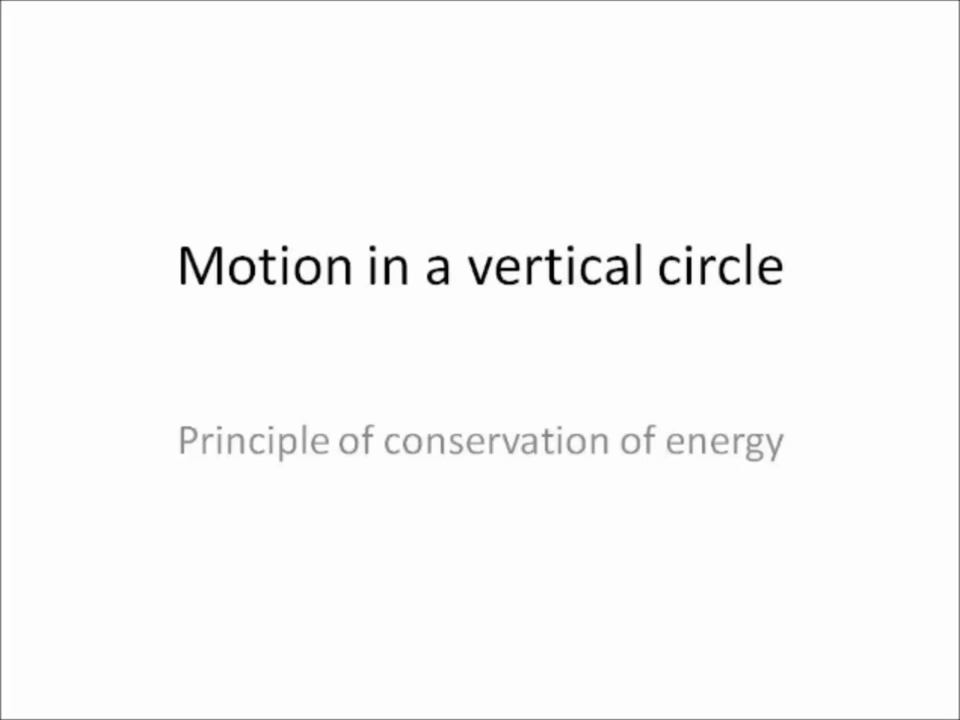 Motion in a vertical circle
Principle of conservation of energy